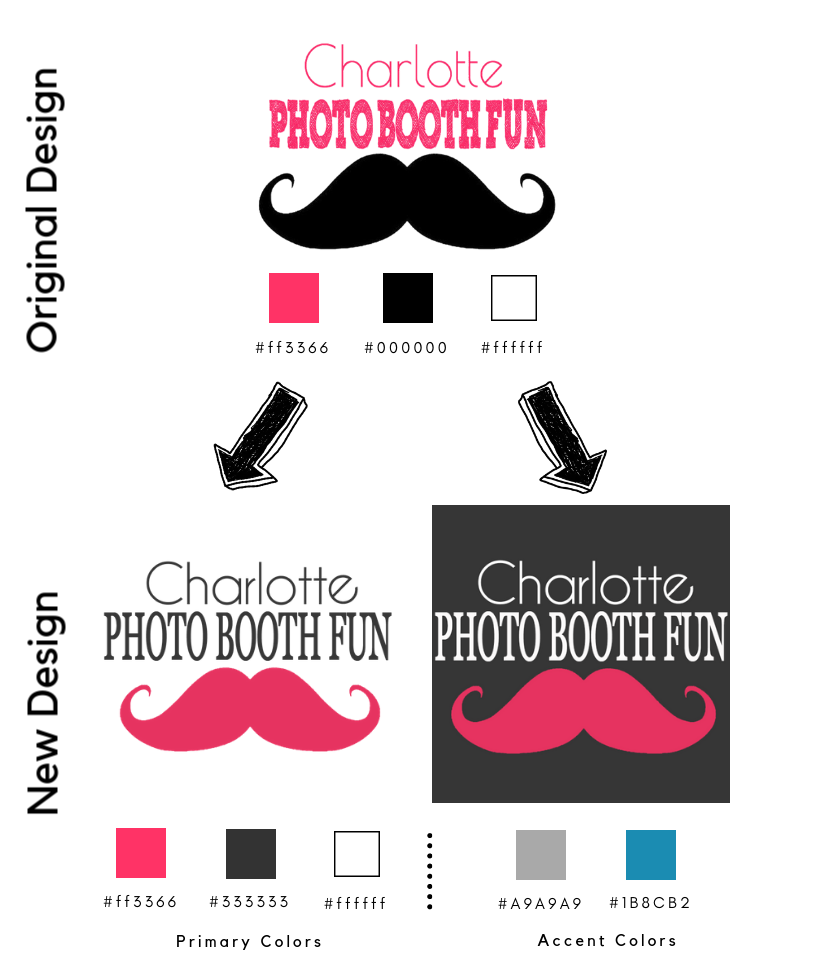 Original Design
Charlotte
PHOTO BOOTH FUN
#ff3366 #000000 #ffffff
New Design
Charlotte
PHOTO BOOTH FUN
Charlotte
PHOTO BOOTH FUN
#ff3366 #333333 #ffffff
#A9A9A9 #1B8CB2
Primary Colors
Accent Colors